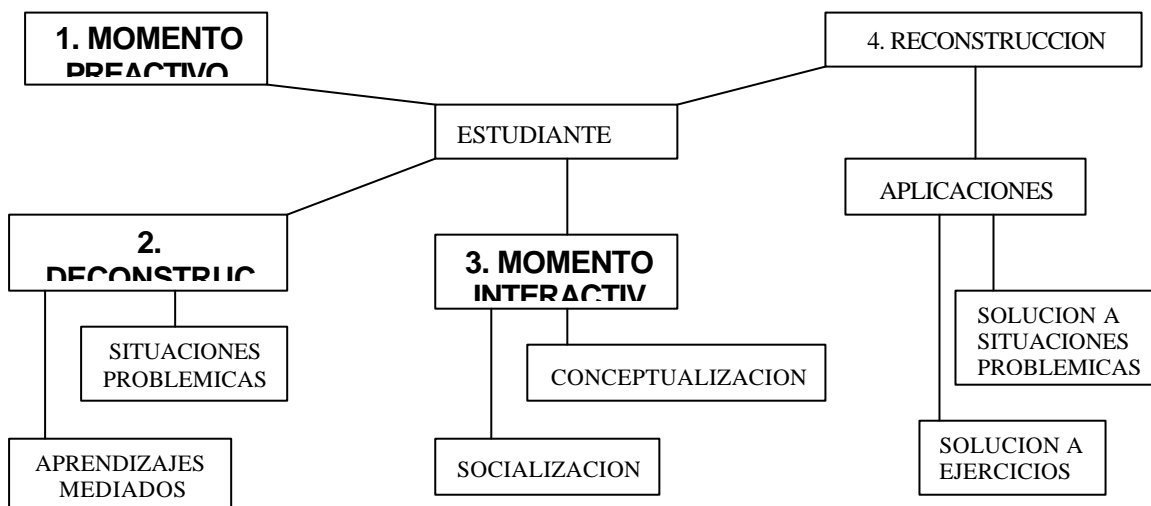 1. MOMENTO
PREACTIVO
4. RECONSTRUCCION
ESTUDIANTE
APLICACIONES
2.
DECONSTRUC
3. MOMENTO
INTERACTIV
SITUACIONES
PROBLEMICAS
CONCEPTUALIZACION
SOLUCION A
SITUACIONES
PROBLEMICAS
APRENDIZAJES
MEDIADOS
SOCIALIZACION
SOLUCION A
EJERCICIOS